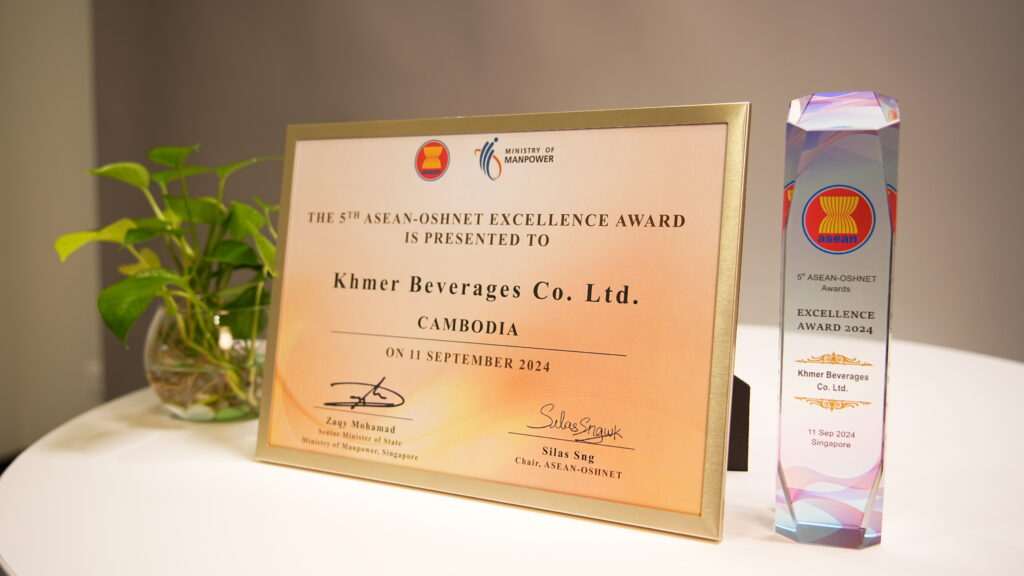 asean
MINISTRY OF
MANPOWER
THE 5TH ASEAN-OSHNET EXCELLENCE AWARD
IS PRESENTED TO
Khmer Beverages Co. Ltd.
CAMBODIA
ON 11 SEPTEMBER 2024
Zaqy Mohamad
Senior Minister of State
Ministry of Manpower, Singapore
Silas Sng
Chair, ASEAN-OSHNET
asean
5th ASEAN-OSHNET
Awards
EXCELLENCE
AWARD 2024
Khmer Beverages
Co. Ltd.
11 Sep 2024
Singapore